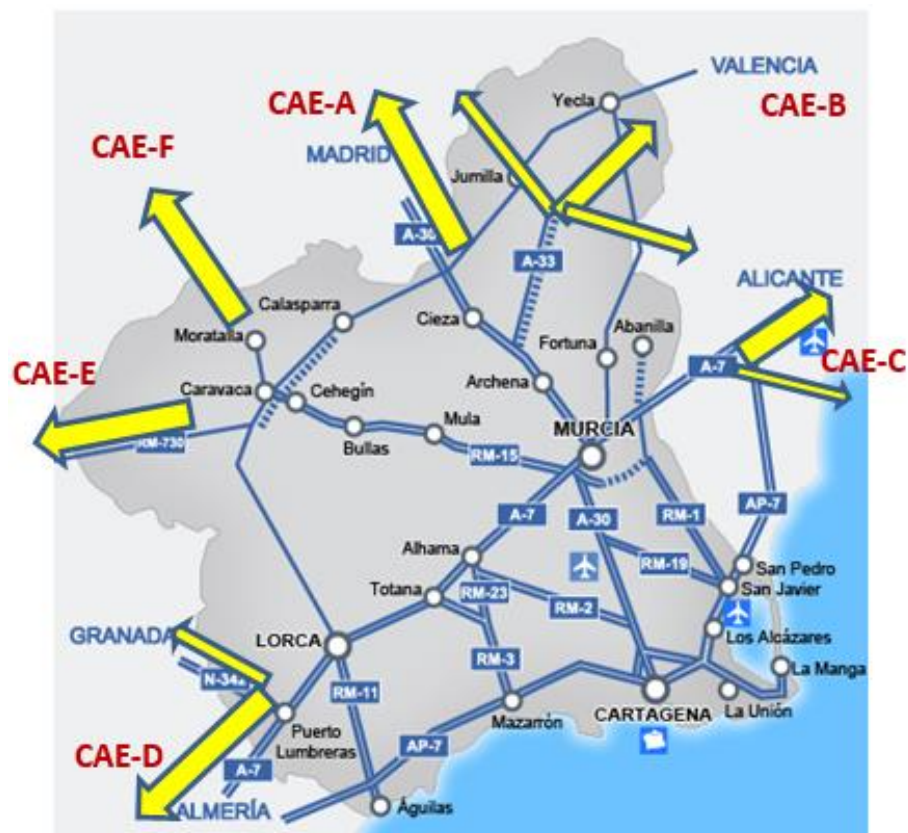 VALENCIA
CAE-A
Yecla
CAE-B
CAE-F
MADRID
Jumilla
A-30
A-33
ALICANTE
Calasparra
Cieza
Moratalla
Fortuna
Abanilla
CAE-E
A-7
CAE-C
Caravaca
Cehegín
Archena
Mula
MURCIA
RM-730
Bullas
RM-15
A-7
A-30
RM-1
AP-7
Alhama
RM-19
San Pedro
Totana
RM-23
San Javier
RM-2
GRANADA
LORCA
Los Alcázares
N-342
RM-3
La Manga
RM-11
Mazarrón
CARTAGENA
La Unión
Puerto
Lumbreras
CAE-D
AP-7
A-7
ALMERÍA
Águilas